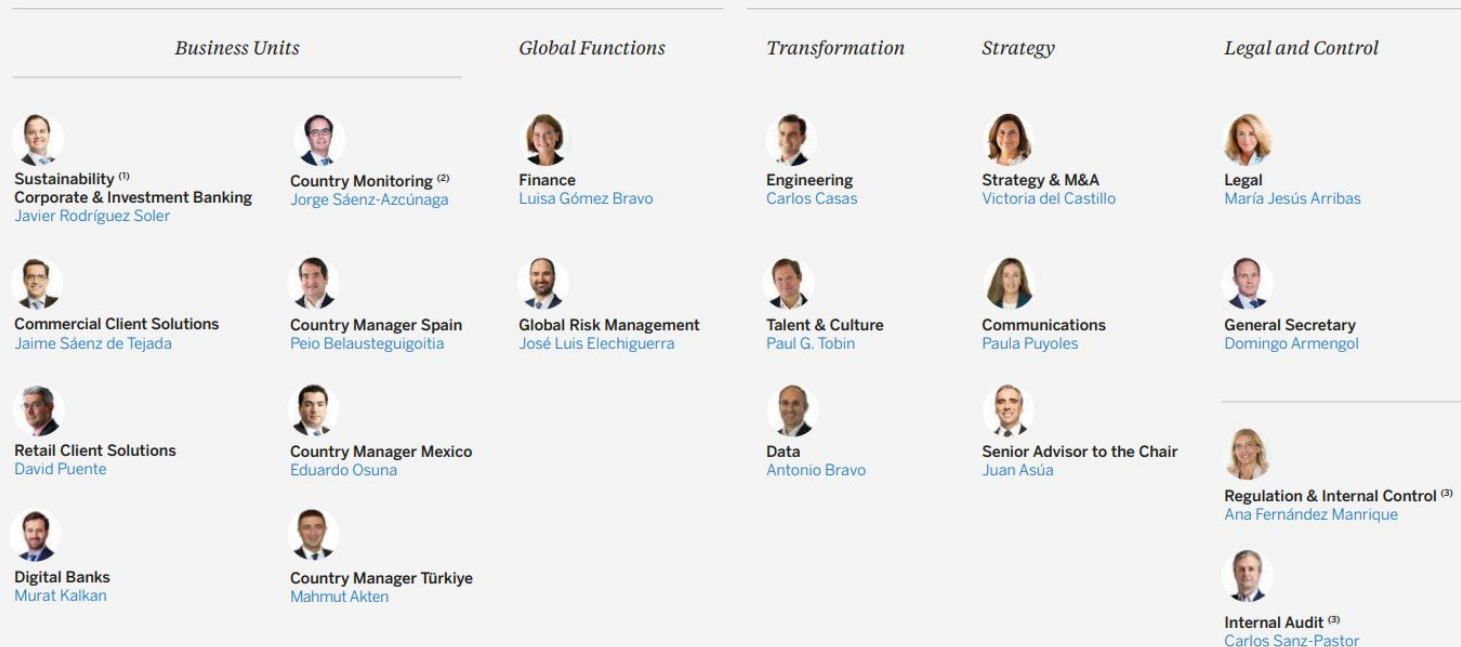 Business Units
Global Functions
Transformation
Strategy
Legal and Control
Sustainability (1)
Corporate & Investment Banking
Javier Rodríguez Soler
Country Monitoring (2)
Jorge Sáenz-Azcúnaga
Finance
Luisa Gómez Bravo
Engineering
Carlos Casas
Strategy & M&A
Victoria del Castillo
Legal
María Jesús Arribas
Commercial Client Solutions
Jaime Sáenz de Tejada
Country Manager Spain
Peio Belausteguigoitia
Global Risk Management
José Luis Elechiguerra
Talent & Culture
Paul G. Tobin
Communications
Paula Puyoles
General Secretary
Domingo Armengol
Retail Client Solutions
David Puente
Country Manager Mexico
Eduardo Osuna
Data
Antonio Bravo
Senior Advisor to the Chair
Juan Asúa
Regulation & Internal Control (3)
Ana Fernández Manrique
Digital Banks
Murat Kalkan
Country Manager Türkiye
Mahmut Akten
Internal Audit (3)
Carlos Sanz-Pastor